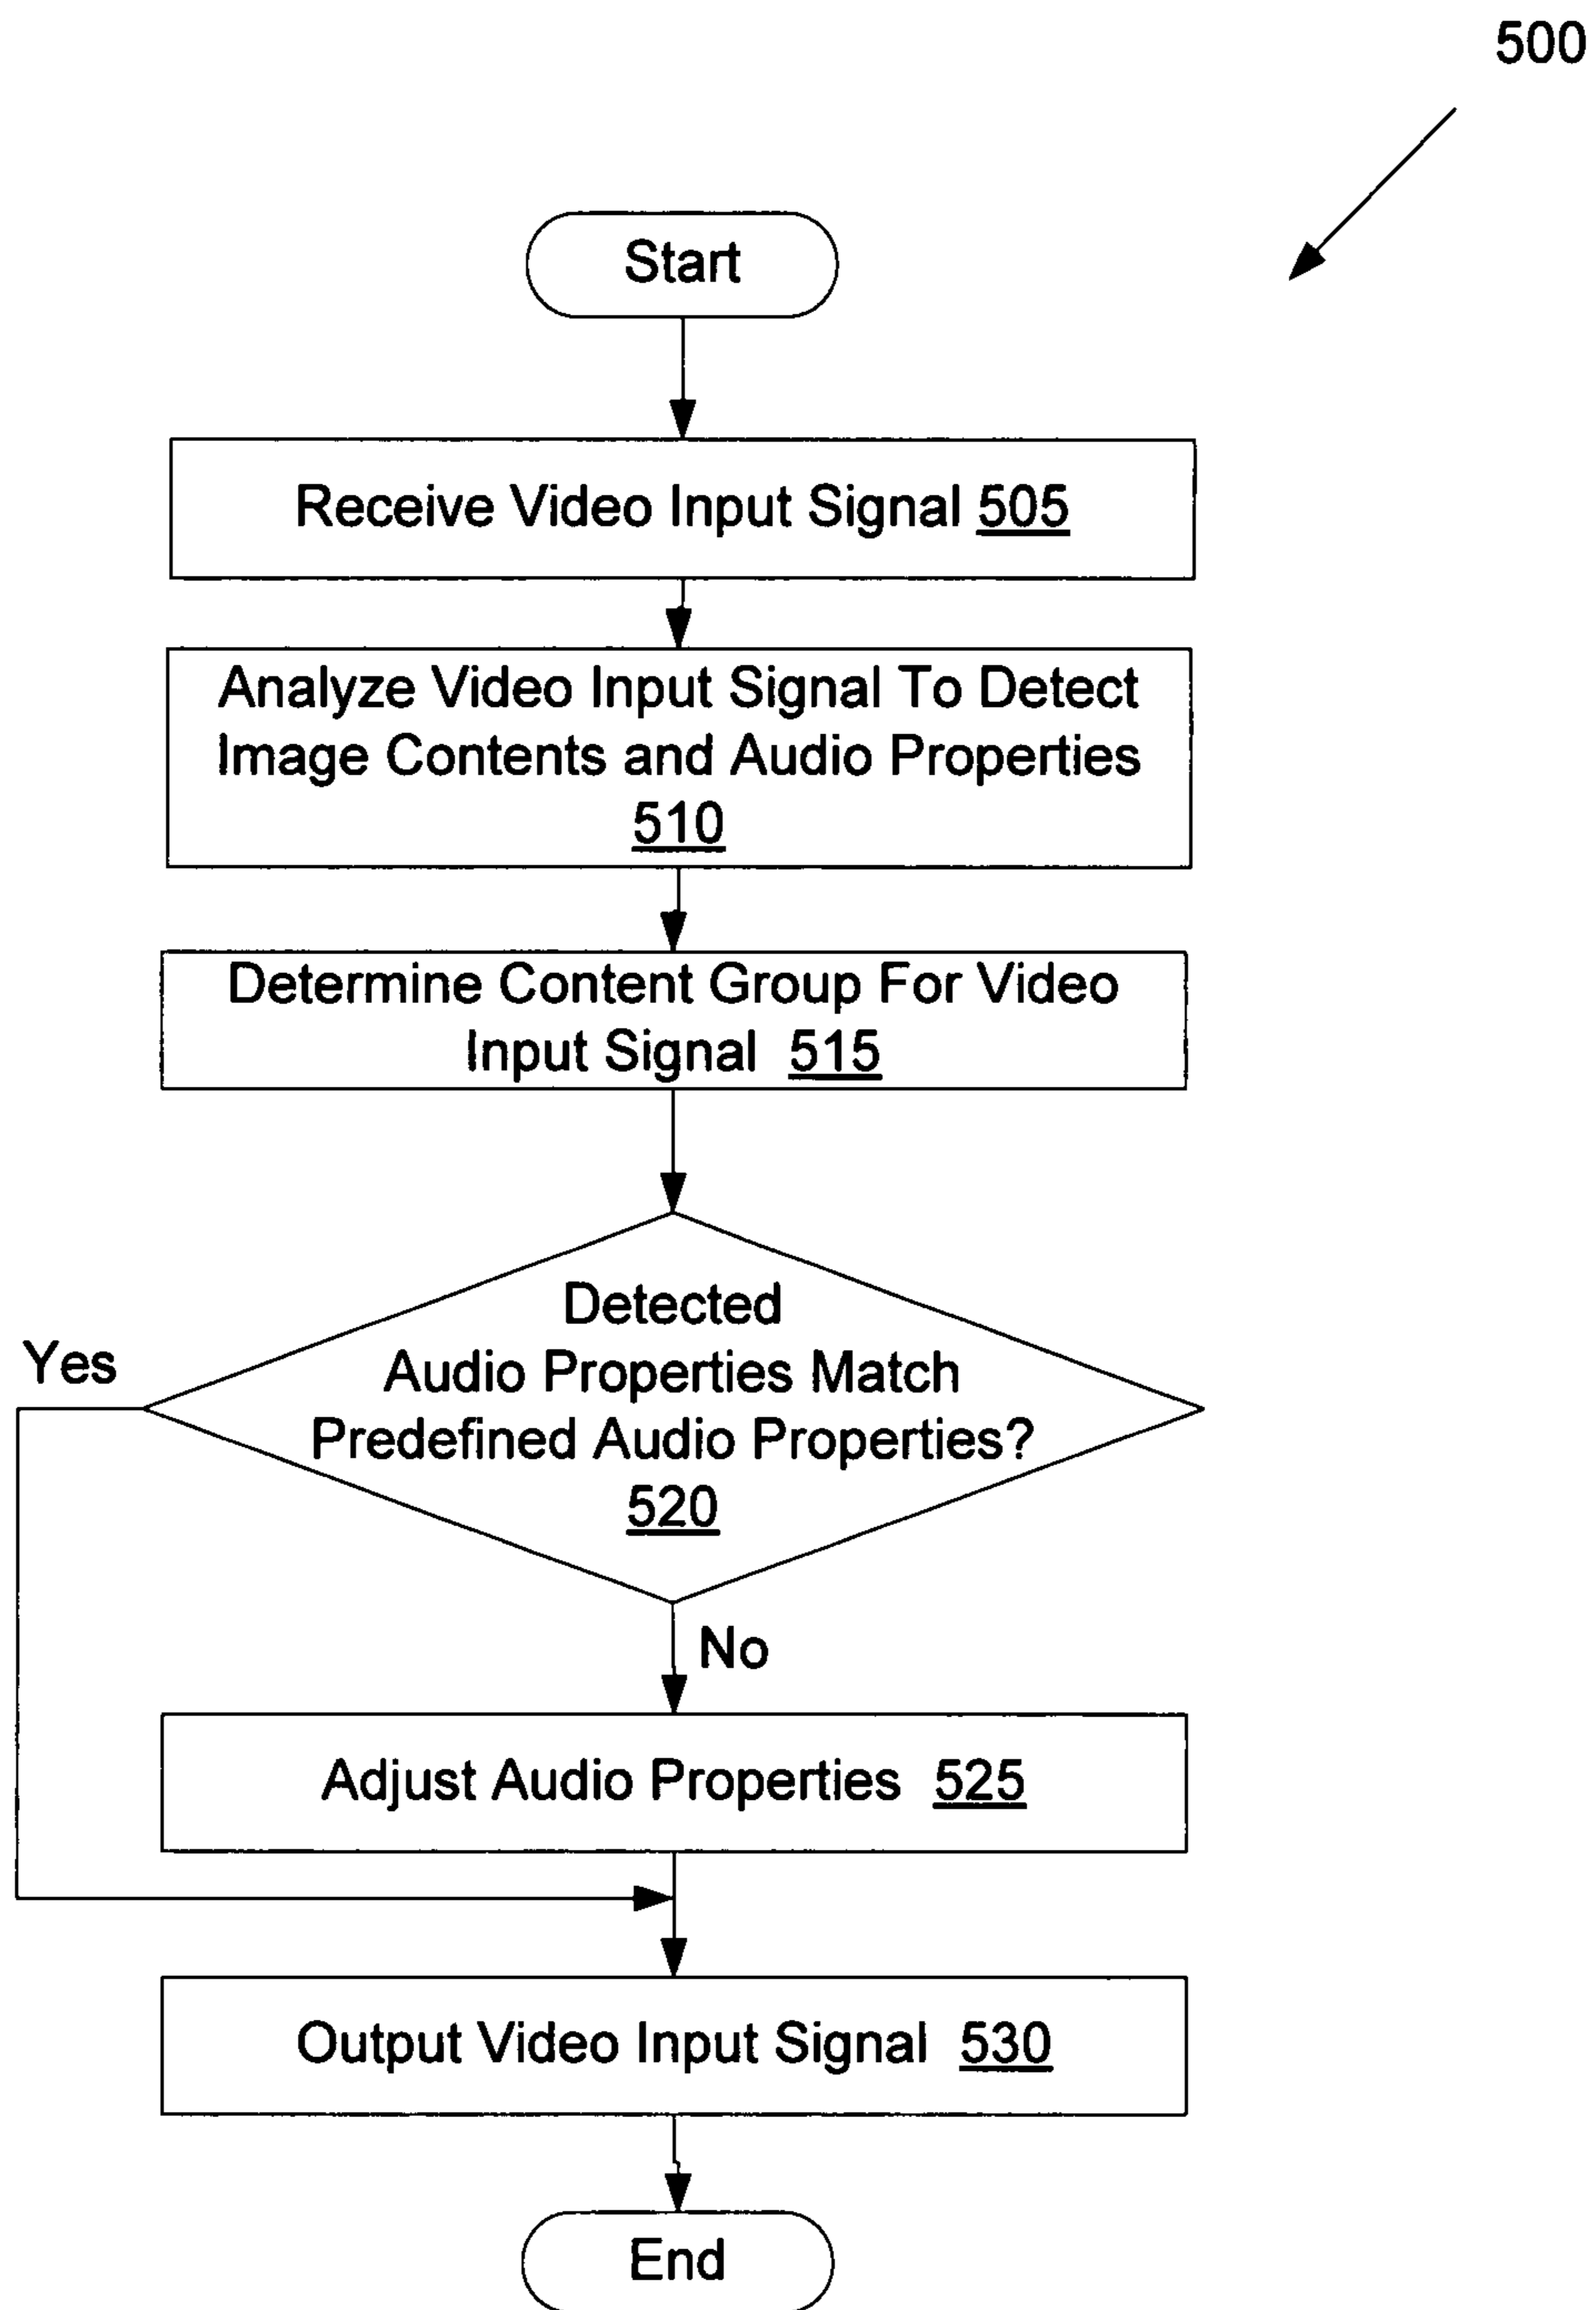 500
Start
Receive Video Input Signal 505
Analyze Video Input Signal To Detect
Image Contents and Audio Properties
510
Determine Content Group For Video
Input Signal 515
Detected
Audio Properties Match
Predefined Audio Properties?
520
Yes
No
Adjust Audio Properties 525
Output Video Input Signal 530
End